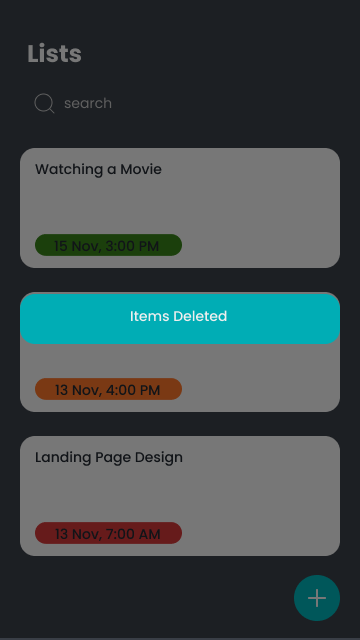 Lists
search
Watching a Movie
15 Nov, 3:00 PM
Items Deleted
13 Nov, 4:00 PM
Landing Page Design
13 Nov, 7:00 AM